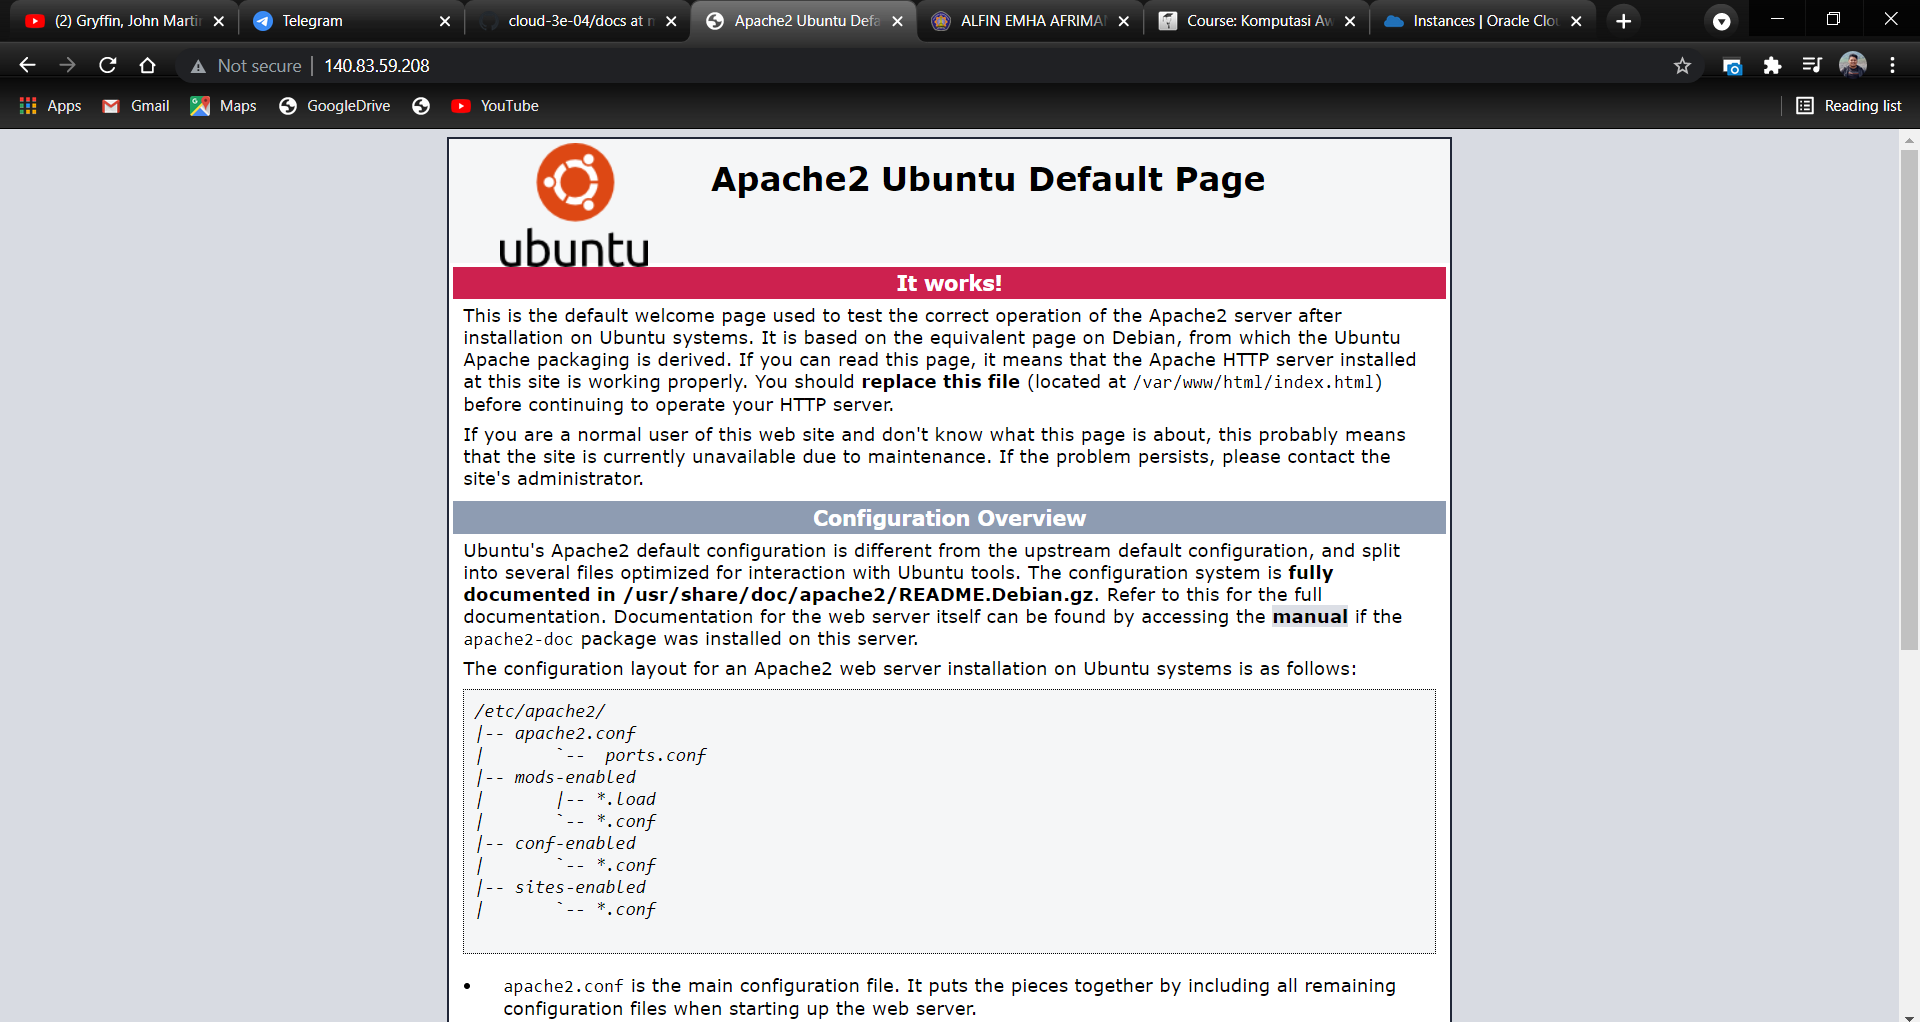 (2) Gryffin, John Martin
Telegram
cloud-3e-04/docs at m
Apache2 Ubuntu Defa
ALFIN EMHA AFRIMA
Course: Komputasi Aw
Instances | Oracle Clou
Not secure
140.83.59.208
Apps
Gmail
Maps
GoogleDrive
YouTube
Reading list
ubuntu
Apache2 Ubuntu Default Page
It works!
This is the default welcome page used to test the correct operation of the Apache2 server after
installation on Ubuntu systems. It is based on the equivalent page on Debian, from which the Ubuntu
Apache packaging is derived. If you can read this page, it means that the Apache HTTP server installed
at this site is working properly. You should replace this file (located at /var/www/html/index.html)
before continuing to operate your HTTP server.
If you are a normal user of this web site and don't know what this page is about, this probably means
that the site is currently unavailable due to maintenance. If the problem persists, please contact the
site's administrator.
Configuration Overview
Ubuntu's Apache2 default configuration is different from the upstream default configuration, and split
into several files optimized for interaction with Ubuntu tools. The configuration system is fully
documented in /usr/share/doc/apache2/README.Debian.gz. Refer to this for the full
documentation. Documentation for the web server itself can be found by accessing the manual if the
apache2-doc package was installed on this server.
The configuration layout for an Apache2 web server installation on Ubuntu systems is as follows:
/etc/apache2/
|-- apache2.conf
|       `--  ports.conf
|-- mods-enabled
|       |-- *.load
|       `-- *.conf
|-- conf-enabled
|       `-- *.conf
|-- sites-enabled
|       `-- *.conf
• apache2.conf is the main configuration file. It puts the pieces together by including all remaining
configuration files when starting up the web server.